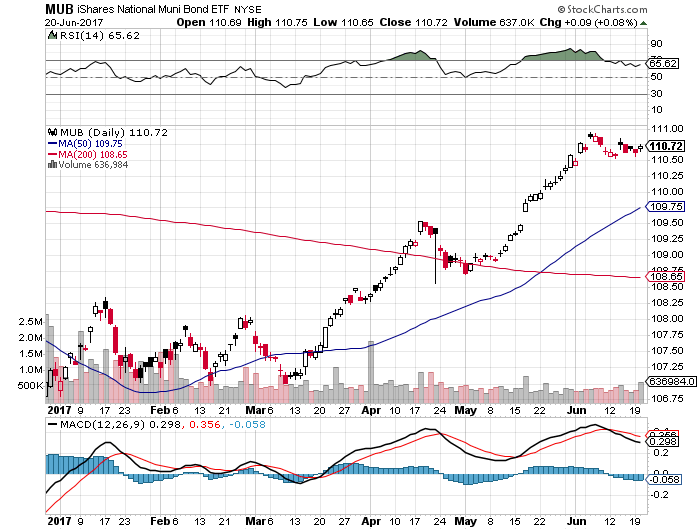 MUB iShares National Muni Bond ETF NYSE © StockCharts.com
20-Jun-2017 Open 110.69 High 110.75 Low 110.65 Close 110.72 Volume 637.0K Chg +0.09 (+0.08%)
RSI(14) 65.62
90
70
65.62
50
30
10
MUB (Daily) 110.72
MA(50) 109.75
MA(200) 108.65
Volume 636,984
111.00
110.72
110.50
110.25
110.00
109.75
109.50
109.25
109.00
108.65
108.50
108.25
108.00
107.75
107.50
107.25
107.00
636984.0
106.75
2.5M
2.0M
1.5M
1.0M
500K
2017 9 17 23 Feb 6 13 21 Mar 6 13 20 27 Apr 10 17 24 May 8 15 22 Jun 12 19
MACD(12,26,9) 0.298, 0.356, -0.058
0.356
0.298
0.2
0.0
-0.058
-0.2
2017 9 17 23 Feb 6 13 21 Mar 6 13 20 27 Apr 10 17 24 May 8 15 22 Jun 12 19